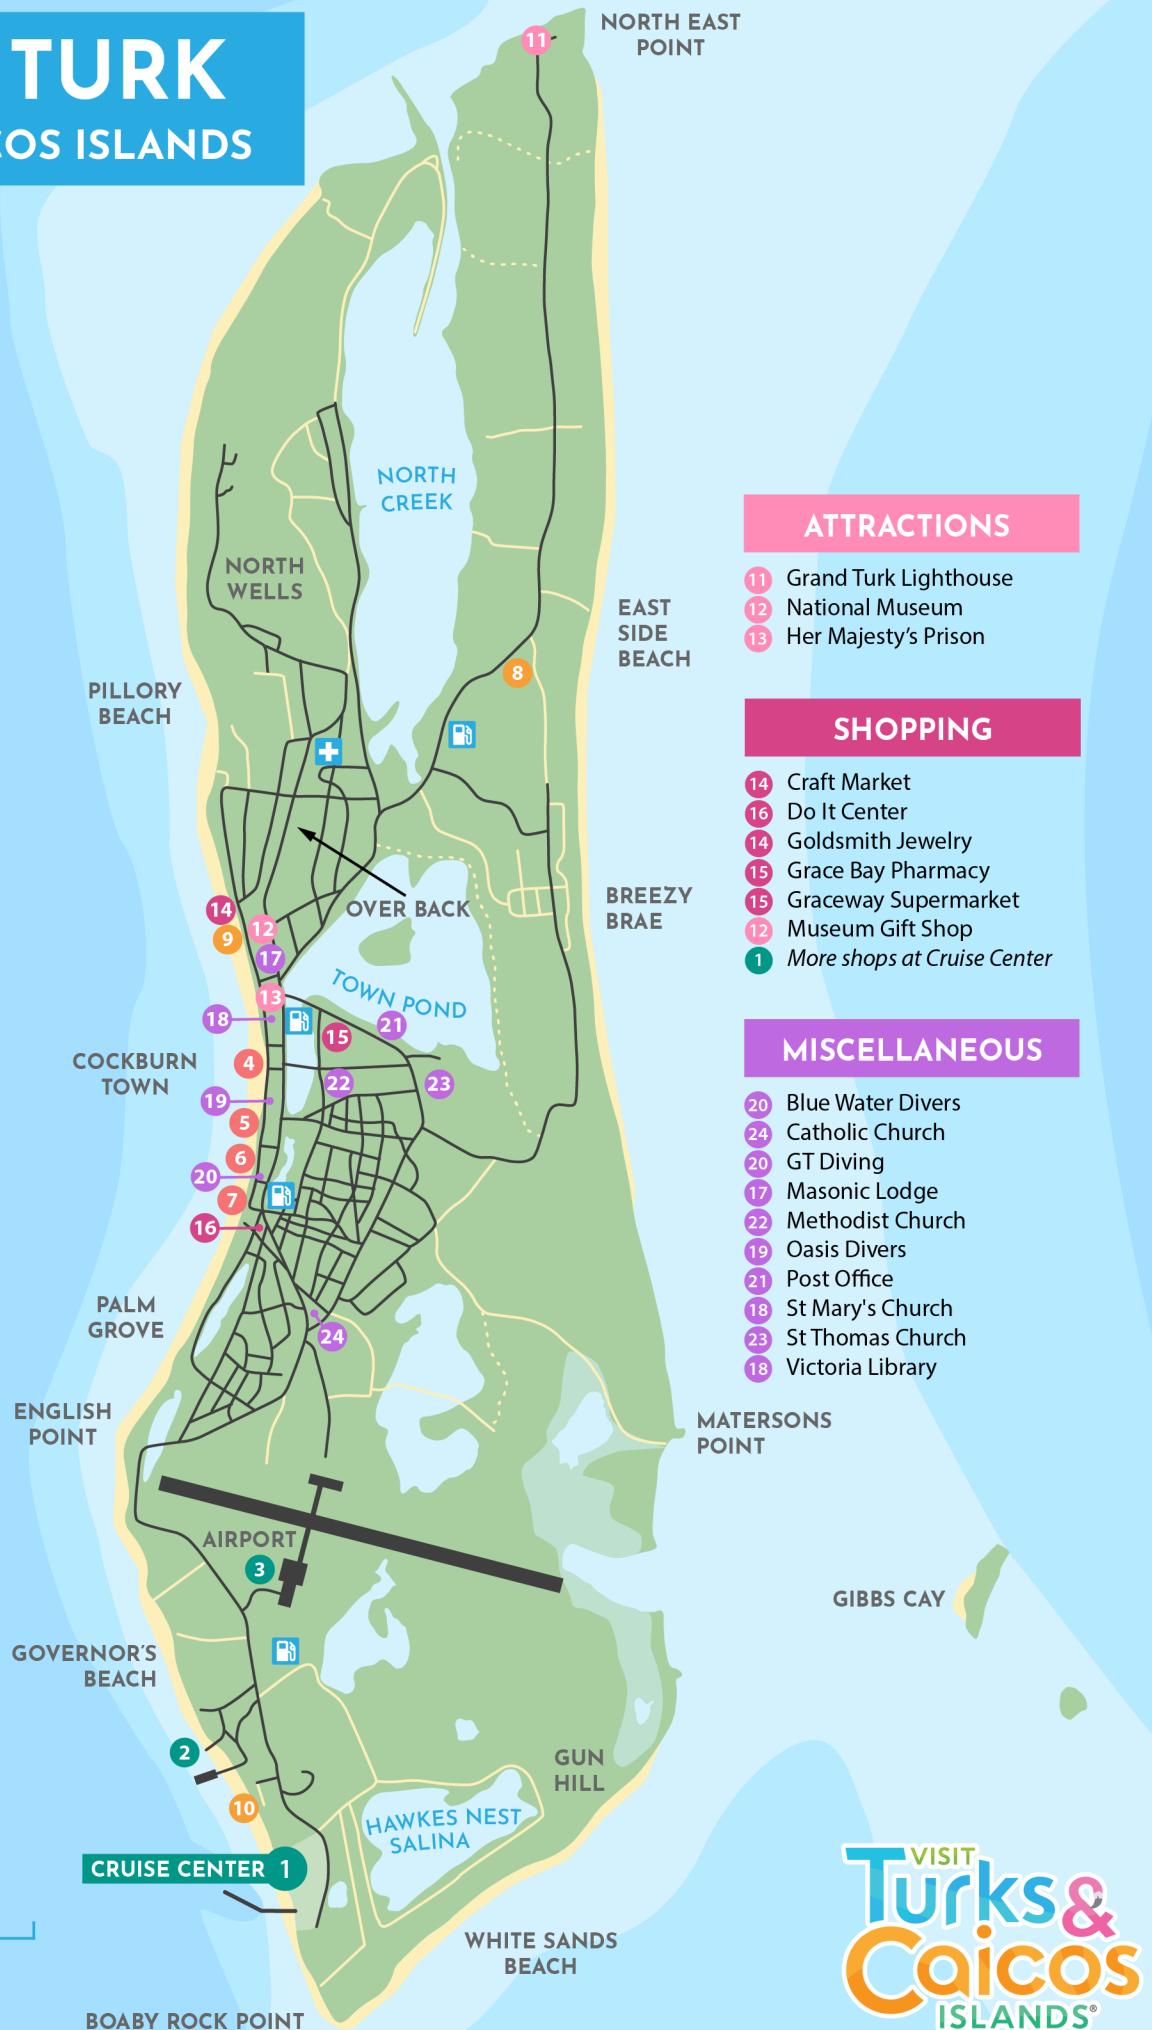 TURK
COS ISLANDS
NORTH EAST
POINT
11
NORTH
CREEK
NORTH
WELLS
EAST
SIDE
BEACH
8
PILLORY
BEACH
OVER BACK
BREEZY
BRAE
14
9
12
17
13
18
TOWN POND
21
15
COCKBURN
TOWN
4
22
23
19
5
6
20
7
16
PALM
GROVE
24
ENGLISH
POINT
MATERSONS
POINT
AIRPORT
3
GIBBS CAY
GOVERNOR'S
BEACH
2
10
GUN
HILL
HAWKES NEST
SALINA
CRUISE CENTER 1
WHITE SANDS
BEACH
BOABY ROCK POINT
ATTRACTIONS
11 Grand Turk Lighthouse
12 National Museum
13 Her Majesty's Prison
SHOPPING
14 Craft Market
16 Do It Center
14 Goldsmith Jewelry
15 Grace Bay Pharmacy
15 Graceway Supermarket
12 Museum Gift Shop
1 More shops at Cruise Center
MISCELLANEOUS
20 Blue Water Divers
24 Catholic Church
20 GT Diving
17 Masonic Lodge
22 Methodist Church
19 Oasis Divers
21 Post Office
18 St Mary's Church
23 St Thomas Church
18 Victoria Library
VISIT
Turks &
Caicos
ISLANDS®